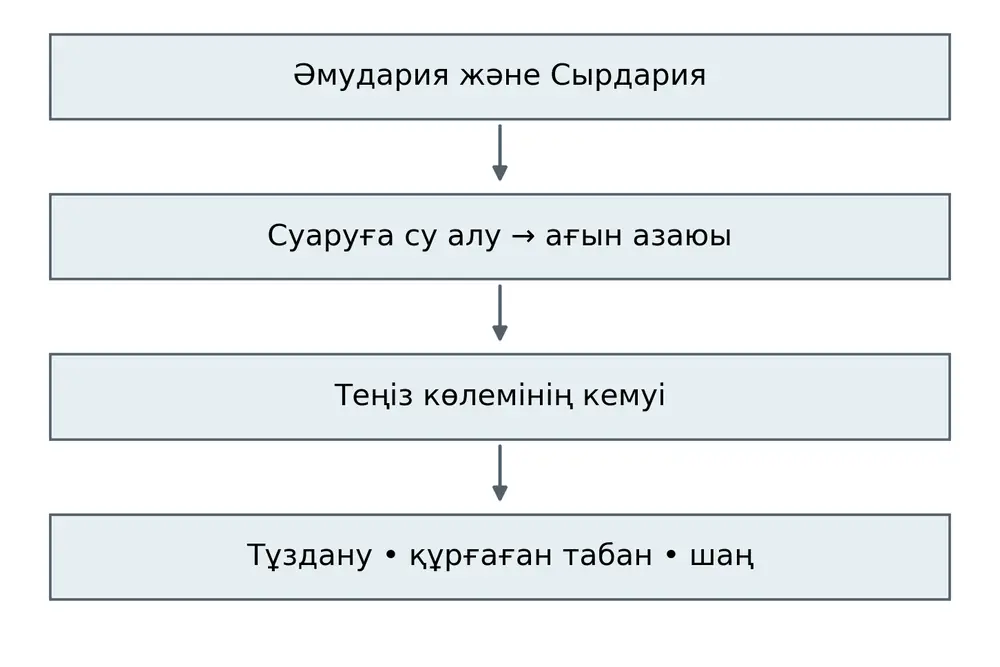 Әмудария және Сырдария
Суаруға су алу → ағын азаюы
Теңіз көлемінің кемуі
Тұздану • құрғаған табан • шаң